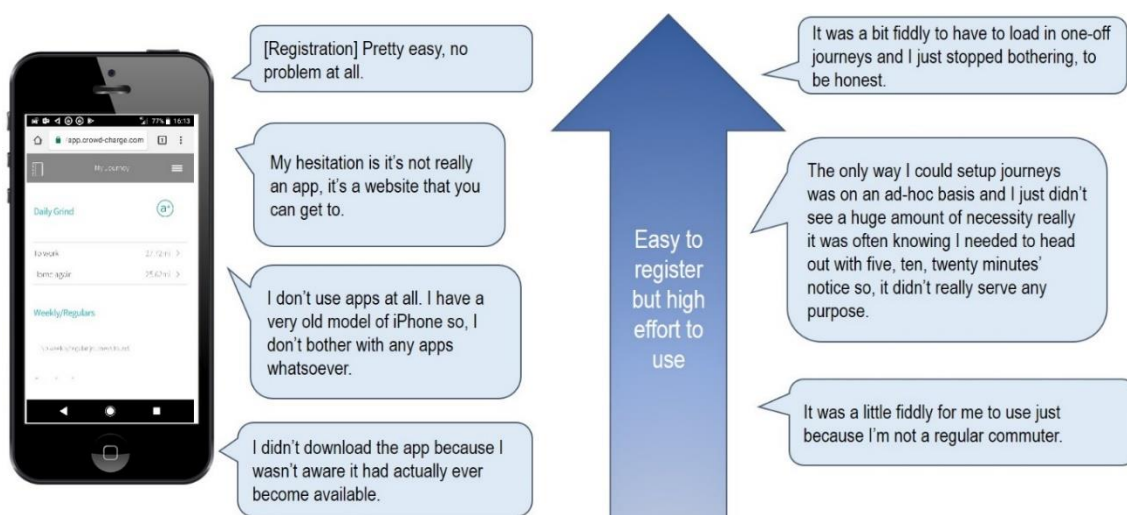 [Registration] Pretty easy, no
problem at all.
My hesitation is it's not really
an app, it's a website that you
can get to.
I don't use apps at all. I have a
very old model of iPhone so, I
don't bother with any apps
whatsoever.
I didn't download the app because I
wasn't aware it had actually ever
become available.
77% 16:13
app.crowd-charge.com
My Journey
Daily Grind
a+
To work
Home again
Weekly/Regulars
Easy to
register
but high
effort to
use
It was a bit fiddly to have to load in one-off
journeys and I just stopped bothering, to
be honest.
The only way I could setup journeys
was on an ad-hoc basis and I just didn't
see a huge amount of necessity really
it was often knowing I needed to head
out with five, ten, twenty minutes'
notice so, it didn't really serve any
purpose.
It was a little fiddly for me to use just
because I'm not a regular commuter.